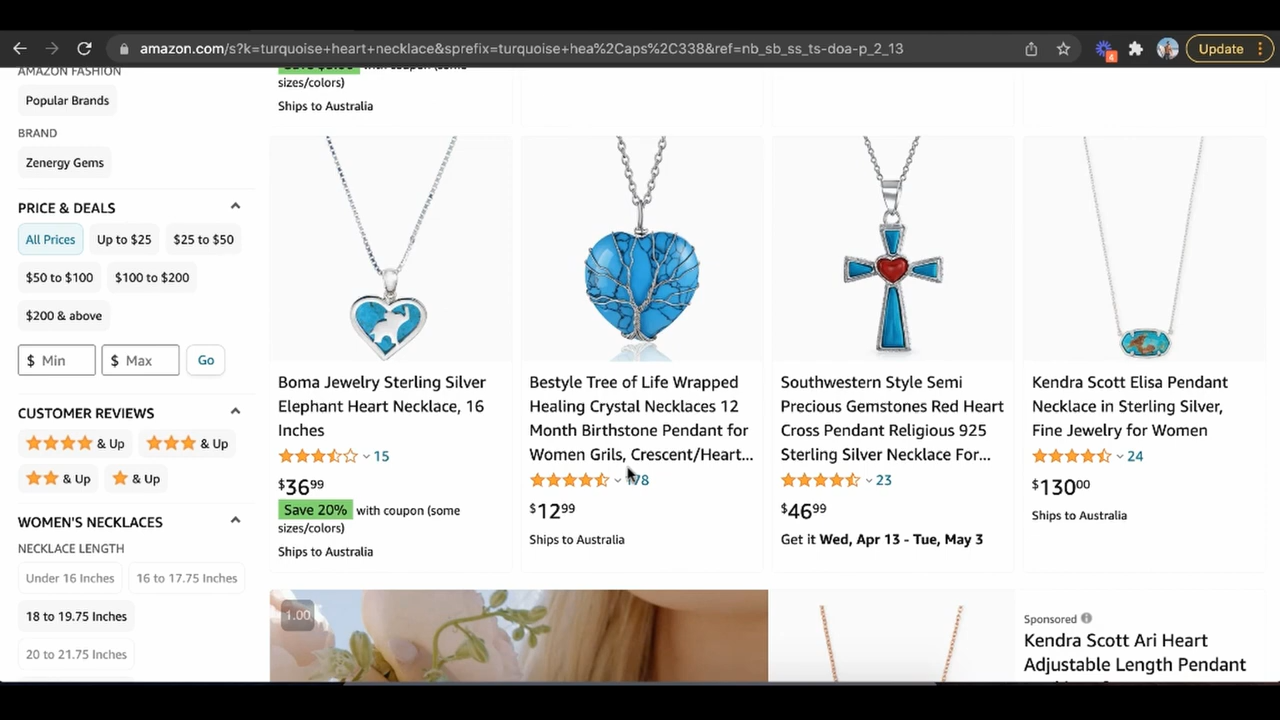 amazon.com/s?k=turquoise+heart+necklace&sprefix=turquoise+hea%2Caps%2C338&ref=nb_sb_ss_ts-doa-p_2_13
4
Update
AMAZON FASHION
Popular Brands
BRAND
Zenergy Gems
PRICE & DEALS
All Prices
Up to $25
$25 to $50
$50 to $100
$100 to $200
$200 & above
$ Min
$ Max
Go
CUSTOMER REVIEWS
& Up
& Up
& Up
& Up
WOMEN'S NECKLACES
NECKLACE LENGTH
Under 16 Inches
16 to 17.75 Inches
18 to 19.75 Inches
20 to 21.75 Inches
with coupon (some
sizes/colors)
Ships to Australia
Boma Jewelry Sterling Silver
Elephant Heart Necklace, 16
Inches
15
$36.99
Save 20% with coupon (some
sizes/colors)
Ships to Australia
Bestyle Tree of Life Wrapped
Healing Crystal Necklaces 12
Month Birthstone Pendant for
Women Grils, Crescent/Heart...
$12.99
Ships to Australia
Southwestern Style Semi
Precious Gemstones Red Heart
Cross Pendant Religious 925
Sterling Silver Necklace For...
23
$46.99
Get it Wed, Apr 13 - Tue, May 3
Kendra Scott Elisa Pendant
Necklace in Sterling Silver,
Fine Jewelry for Women
24
$130.00
Ships to Australia
1.00
Sponsored
Kendra Scott Ari Heart
Adjustable Length Pendant